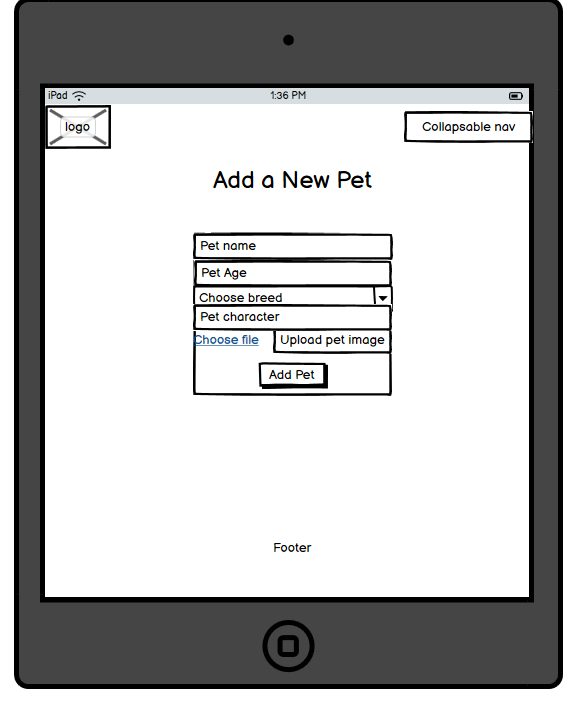 iPad 1:36 PM
logo Collapsable nav
Add a New Pet
Pet name
Pet Age
Choose breed
Pet character
Choose file Upload pet image
Add Pet
Footer